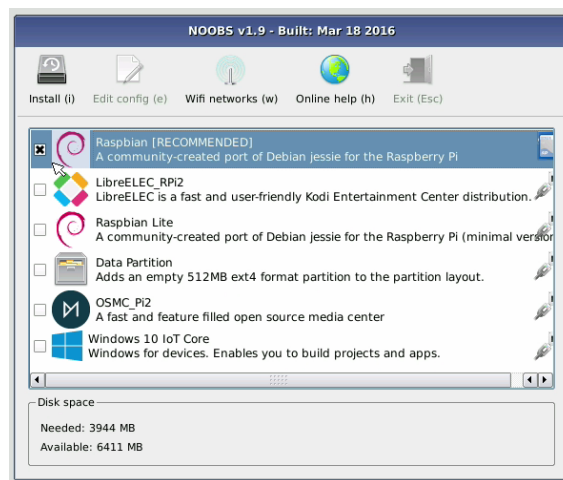 NOOBS v1.9 - Built: Mar 18 2016
Install (i) Edit config (e) Wifi networks (w) Online help (h) Exit (Esc)
Raspbian [RECOMMENDED]
A community-created port of Debian jessie for the Raspberry Pi
LibreELEC_RPi2
LibreELEC is a fast and user-friendly Kodi Entertainment Center distribution.
Raspbian Lite
A community-created port of Debian jessie for the Raspberry Pi (minimal version
Data Partition
Adds an empty 512MB ext4 format partition to the partition layout.
OSMC_Pi2
A fast and feature filled open source media center
Windows 10 IoT Core
Windows for devices. Enables you to build projects and apps.
Disk space
Needed: 3944 MB
Available: 6411 MB